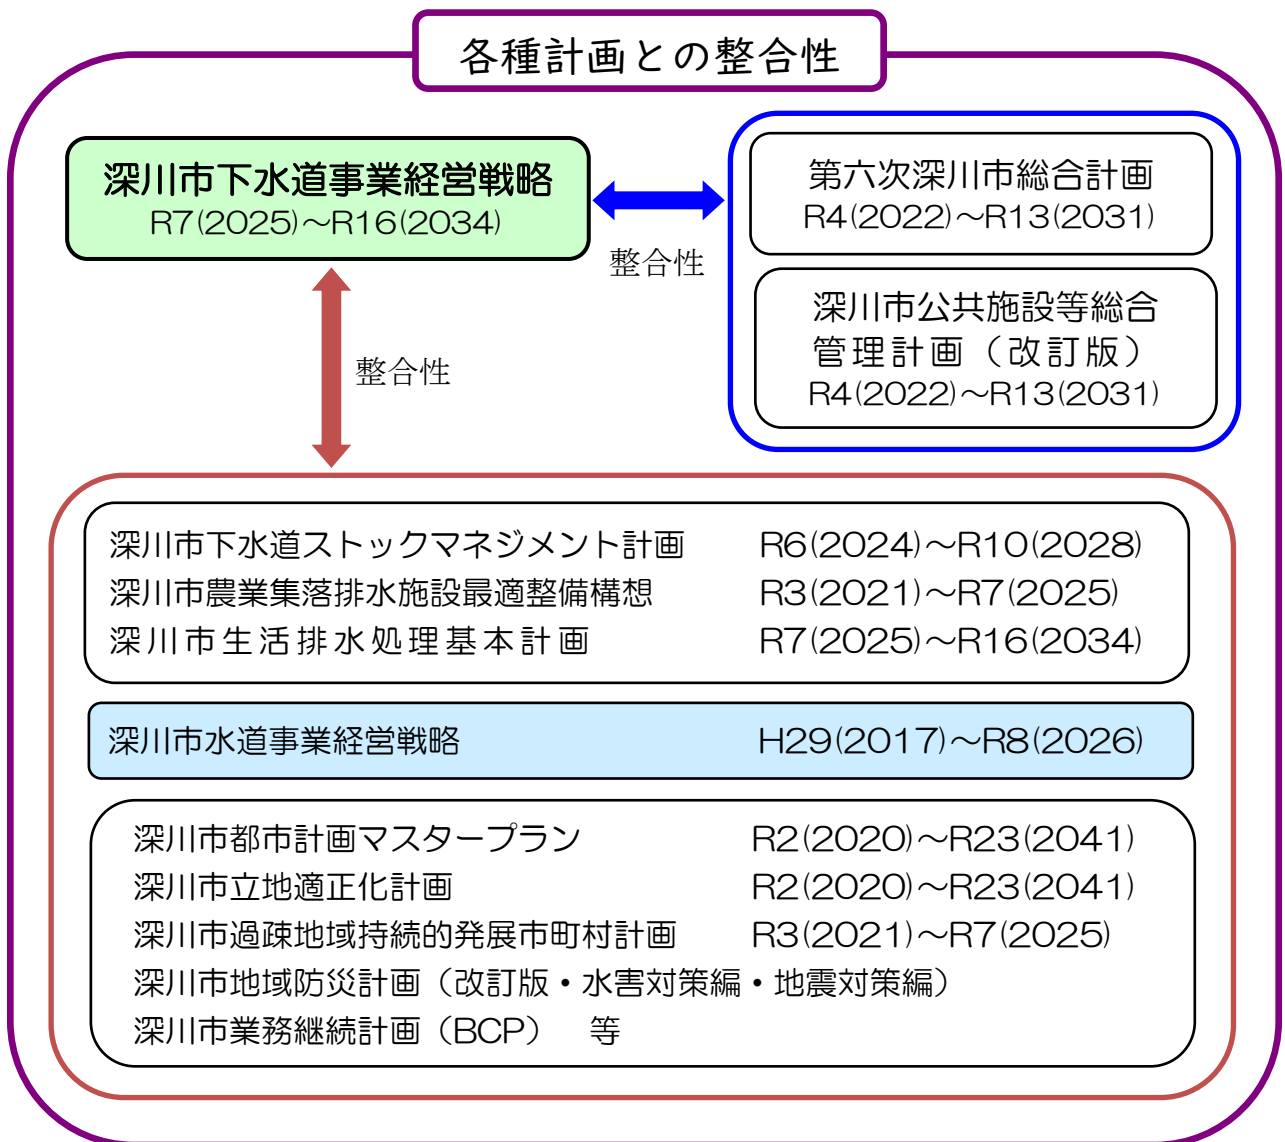 各種計画との整合性
深川市下水道事業経営戦略
R7(2025)～R16(2034)
整合性
第六次深川市総合計画
R4(2022)～R13(2031)
深川市公共施設等総合
管理計画（改訂版）
R4(2022)～R13(2031)
整合性
深川市下水道ストックマネジメント計画 R6(2024)～R10(2028)
深川市農業集落排水施設最適整備構想 R3(2021)～R7(2025)
深川市生活排水処理基本計画 R7(2025)～R16(2034)
深川市水道事業経営戦略 H29(2017)～R8(2026)
深川市都市計画マスタープラン R2(2020)～R23(2041)
深川市立地適正化計画 R2(2020)～R23(2041)
深川市過疎地域持続的発展市町村計画 R3(2021)～R7(2025)
深川市地域防災計画（改訂版・水害対策編・地震対策編）
深川市業務継続計画（BCP） 等